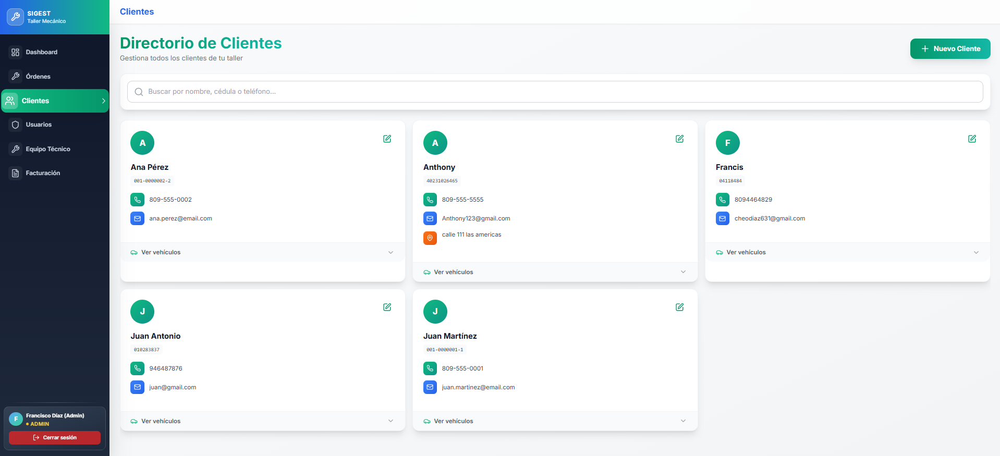 SIGEST
Taller Mecánico
Dashboard
Órdenes
Clientes
Usuarios
Equipo Técnico
Facturación
F
Francisco Díaz (Admin)
ADMIN
Cerrar sesión
Clientes
Directorio de Clientes
Gestiona todos los clientes de tu taller
Nuevo Cliente
Buscar por nombre, cédula o teléfono...
A
Ana Pérez
001-0000002-2
809-555-0002
ana.perez@email.com
Ver vehículos
A
Anthony
40231026465
809-555-5555
Anthony123@gmail.com
calle 111 las americas
Ver vehículos
F
Francis
04118484
8094464829
cheodiaz631@gmail.com
Ver vehículos
J
Juan Antonio
010283837
946487876
juan@gmail.com
Ver vehículos
J
Juan Martínez
001-0000001-1
809-555-0001
juan.martinez@email.com
Ver vehículos